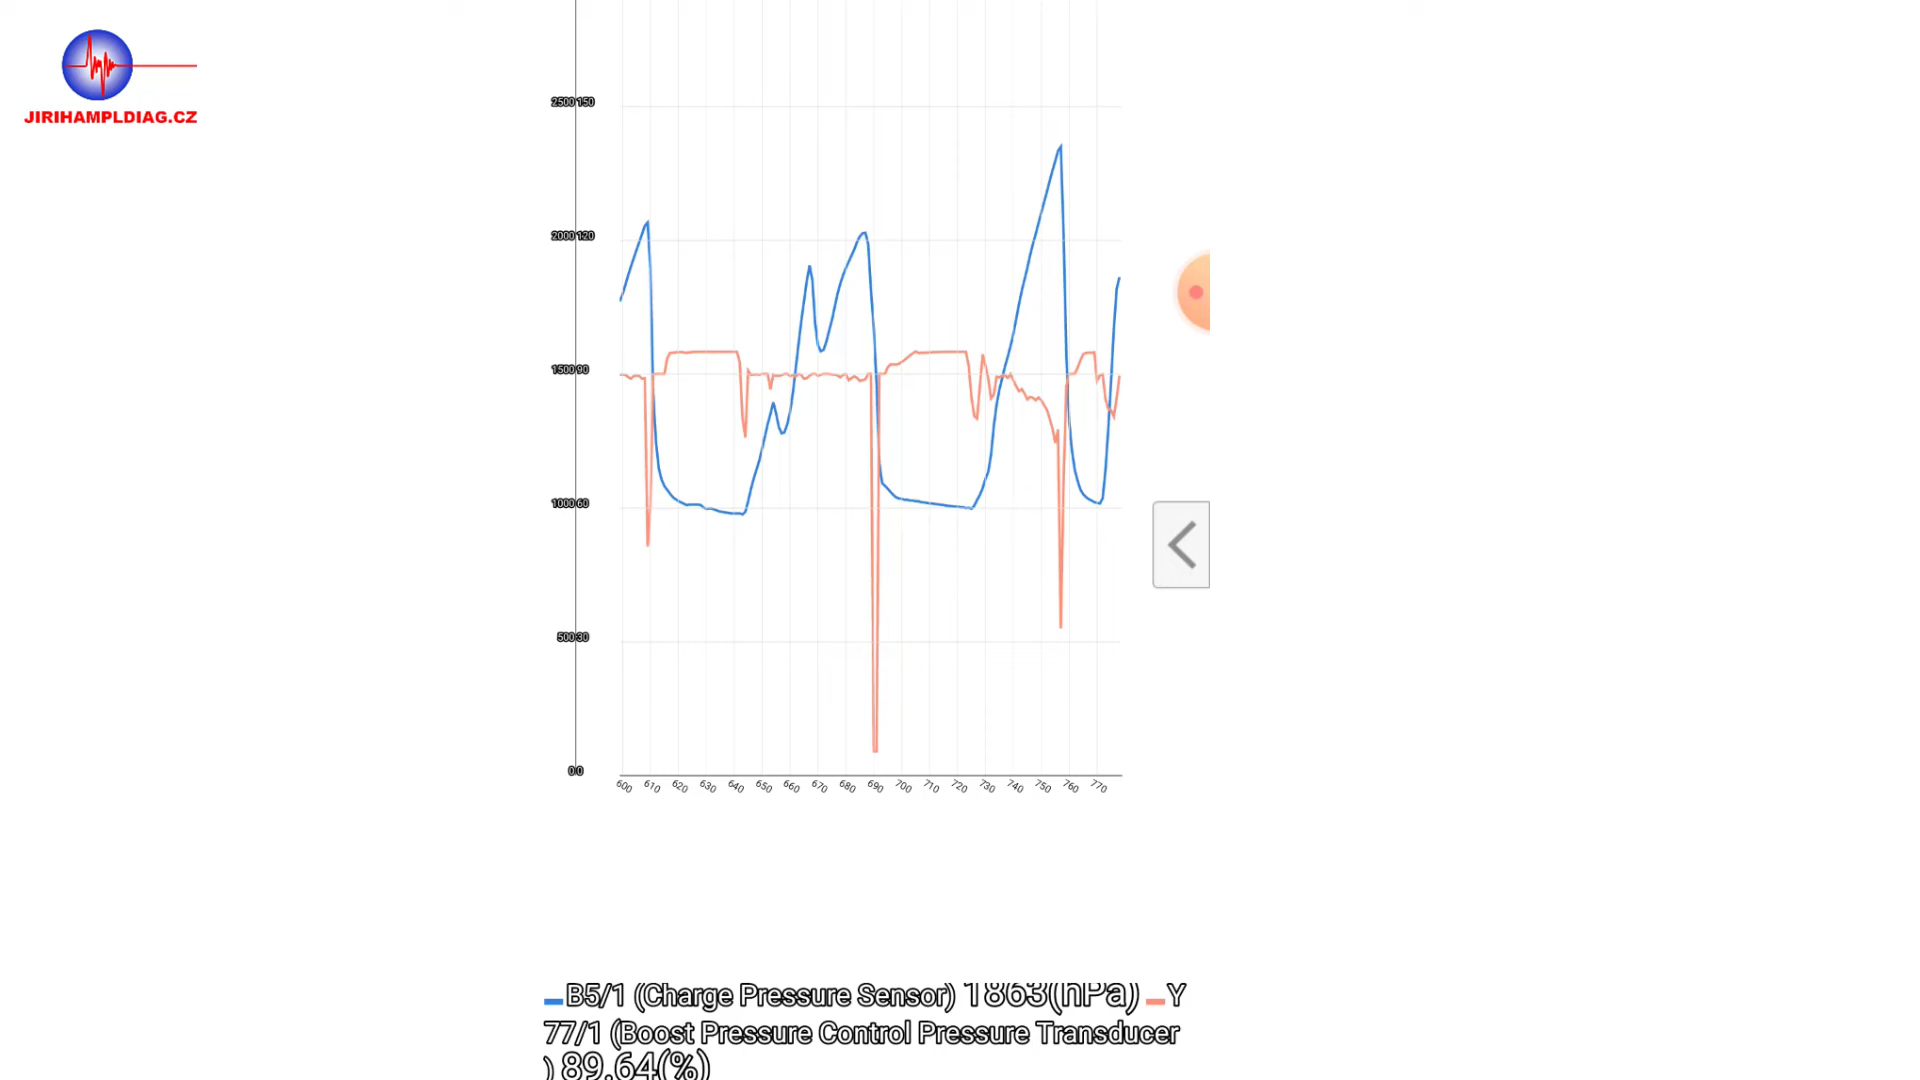 JIRIHAMPLDIAG.CZ
2500 150
2000 120
1500 90
1000 60
500 30
0 0
600 610 620 630 640 650 660 670 680 690 700 710 720 730 740 750 760 770
B5/1 (Charge Pressure Sensor) 1863(hPa) Y
77/1 (Boost Pressure Control Pressure Transducer
) 89.64(%)